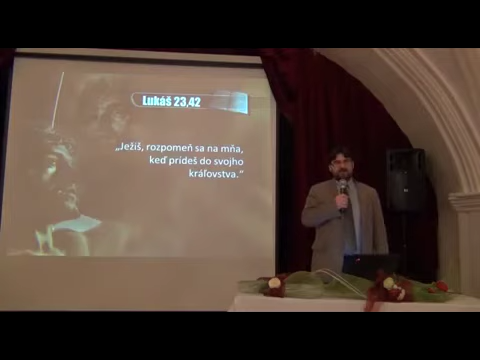 Lukáš 23,42
„Ježiš, rozpomeň sa na mňa,
keď prídeš do svojho
kráľovstva.“